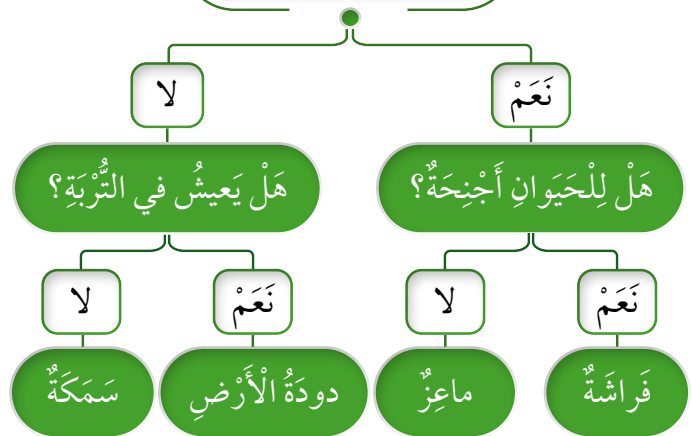 نَعَمْ
لا
هَلْ لِلْحَيَوانِ أَجْنِحَةٌ؟
هَلْ يَعيشُ في التُّرْبَةِ؟
نَعَمْ
لا
نَعَمْ
لا
فَراشَةٌ
ماعِزٌ
دودَةُ الْأَرْضِ
سَمَكَةٌ